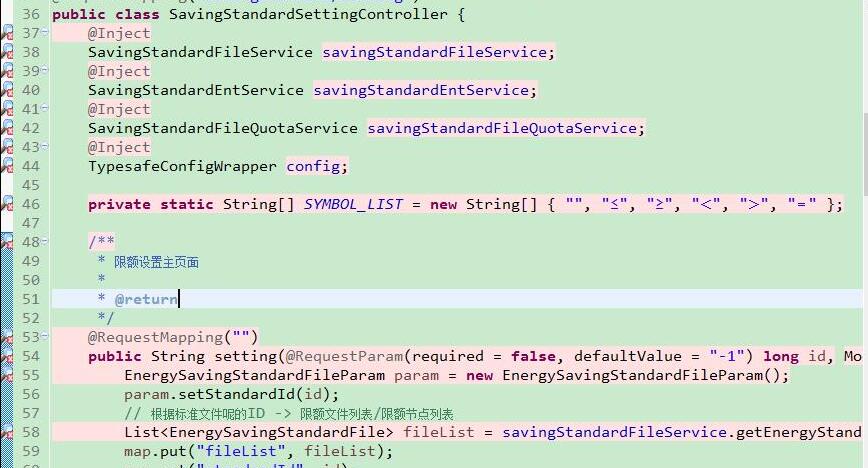 36 public class SavingStandardSettingController {
37 @Inject
38 SavingStandardFileService savingStandardFileService;
39 @Inject
40 SavingStandardEntService savingStandardEntService;
41 @Inject
42 SavingStandardFileQuotaService savingStandardFileQuotaService;
43 @Inject
44 TypesafeConfigWrapper config;
45
46 private static String[] SYMBOL_LIST = new String[] { "", "≤", "≥", "<", ">", "=" };
47
48 /**
49 * 限额设置主页面
50 *
51 * @return
52 */
53 @RequestMapping("")
54 public String setting(@RequestParam(required = false, defaultValue = "-1") long id, Mo
55 EnergySavingStandardFileParam param = new EnergySavingStandardFileParam();
56 param.setStandardId(id);
57 // 根据标准文件呢的ID -> 限额文件列表/限额节点列表
58 List<EnergySavingStandardFile> fileList = savingStandardFileService.getEnergyStand
59 map.put("fileList", fileList);